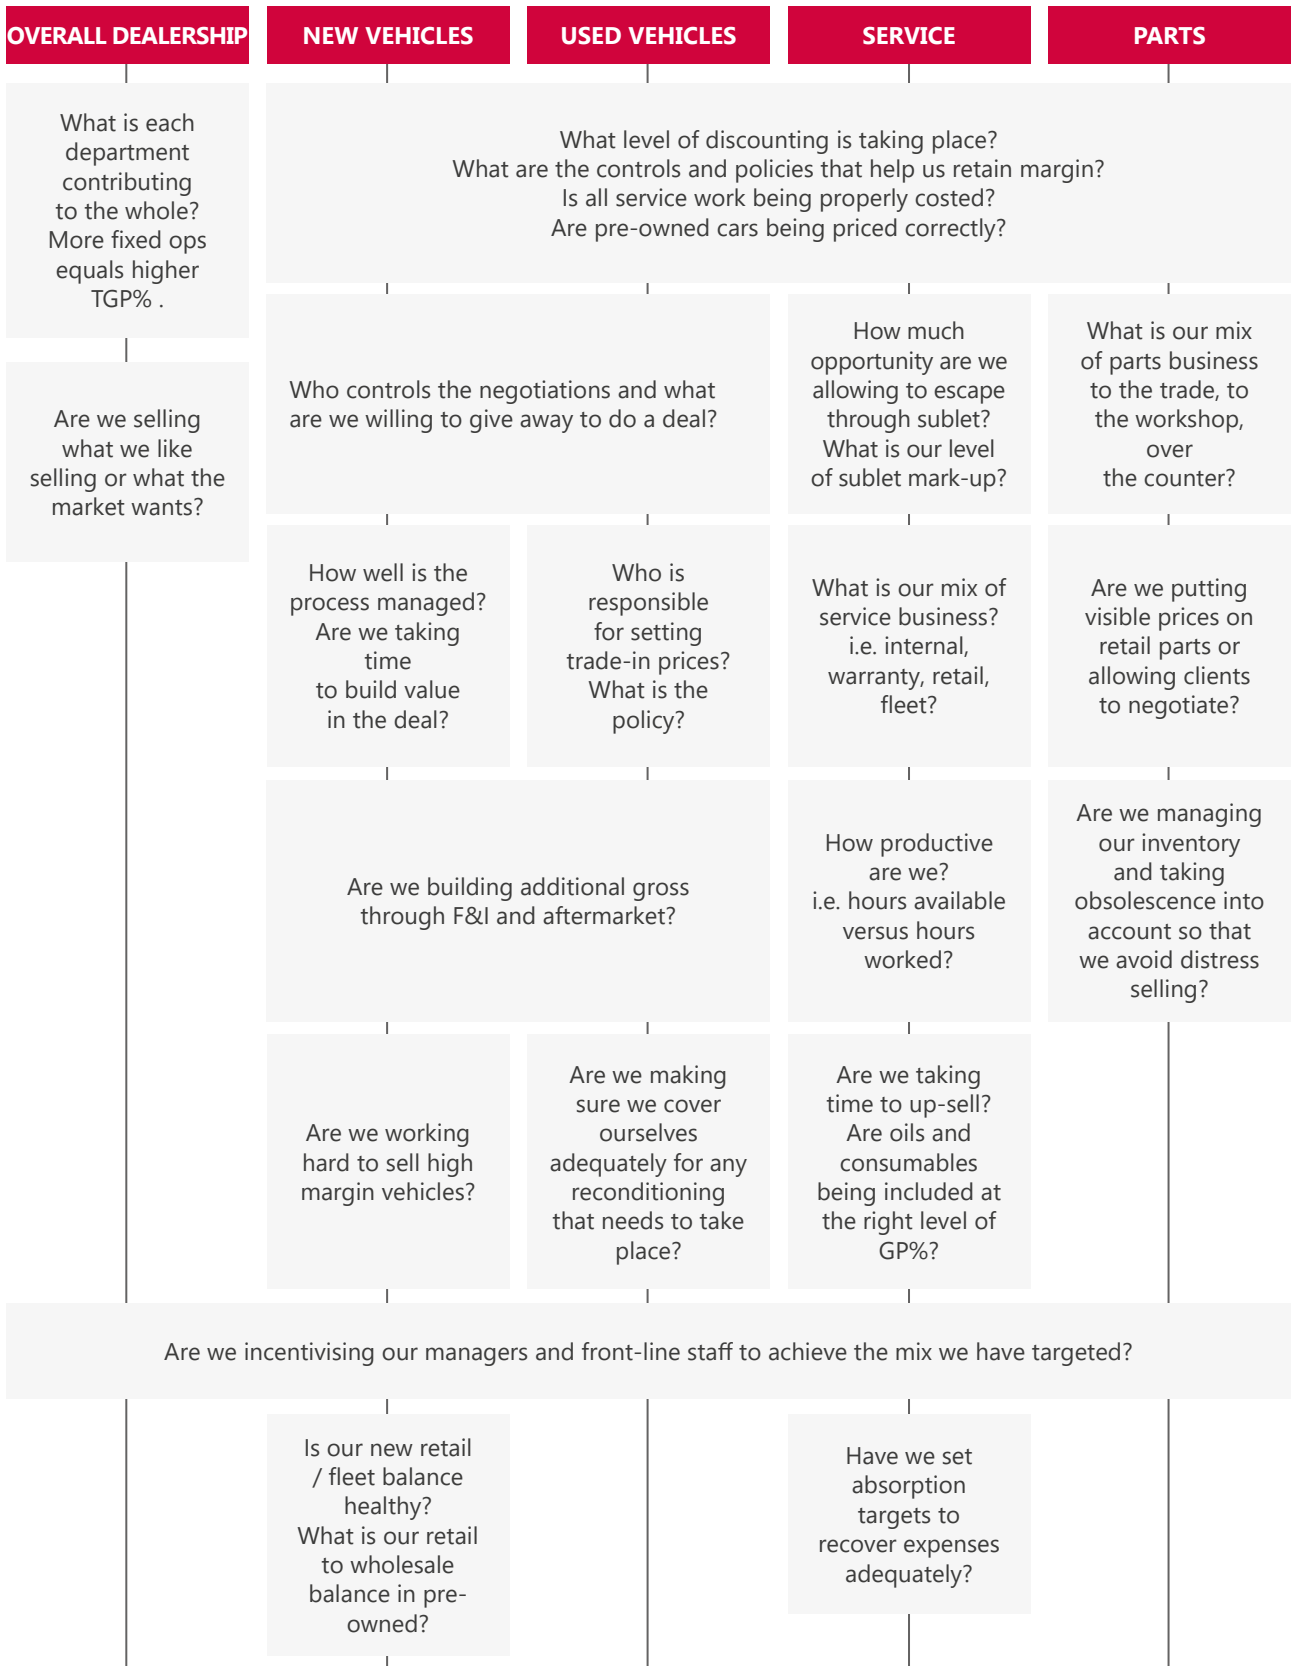 OVERALL DEALERSHIP
NEW VEHICLES
USED VEHICLES
SERVICE
PARTS
What is each
department
contributing
to the whole?
More fixed ops
equals higher
TGP% .
What level of discounting is taking place?
What are the controls and policies that help us retain margin?
Is all service work being properly costed?
Are pre-owned cars being priced correctly?
Are we selling
what we like
selling or what the
market wants?
Who controls the negotiations and what
are we willing to give away to do a deal?
How much
opportunity are we
allowing to escape
through sublet?
What is our level
of sublet mark-up?
What is our mix
of parts business
to the trade, to
the workshop,
over
the counter?
How well is the
process managed?
Are we taking
time
to build value
in the deal?
Who is
responsible
for setting
trade-in prices?
What is the
policy?
What is our mix of
service business?
i.e. internal,
warranty, retail,
fleet?
Are we putting
visible prices on
retail parts or
allowing clients
to negotiate?
Are we building additional gross
through F&I and aftermarket?
How productive
are we?
i.e. hours available
versus hours
worked?
Are we managing
our inventory
and taking
obsolescence into
account so that
we avoid distress
selling?
Are we working
hard to sell high
margin vehicles?
Are we making
sure we cover
ourselves
adequately for any
reconditioning
that needs to take
place?
Are we taking
time to up-sell?
Are oils and
consumables
being included at
the right level of
GP%?
Are we incentivising our managers and front-line staff to achieve the mix we have targeted?
Is our new retail
/ fleet balance
healthy?
What is our retail
to wholesale
balance in pre-
owned?
Have we set
absorption
targets to
recover expenses
adequately?